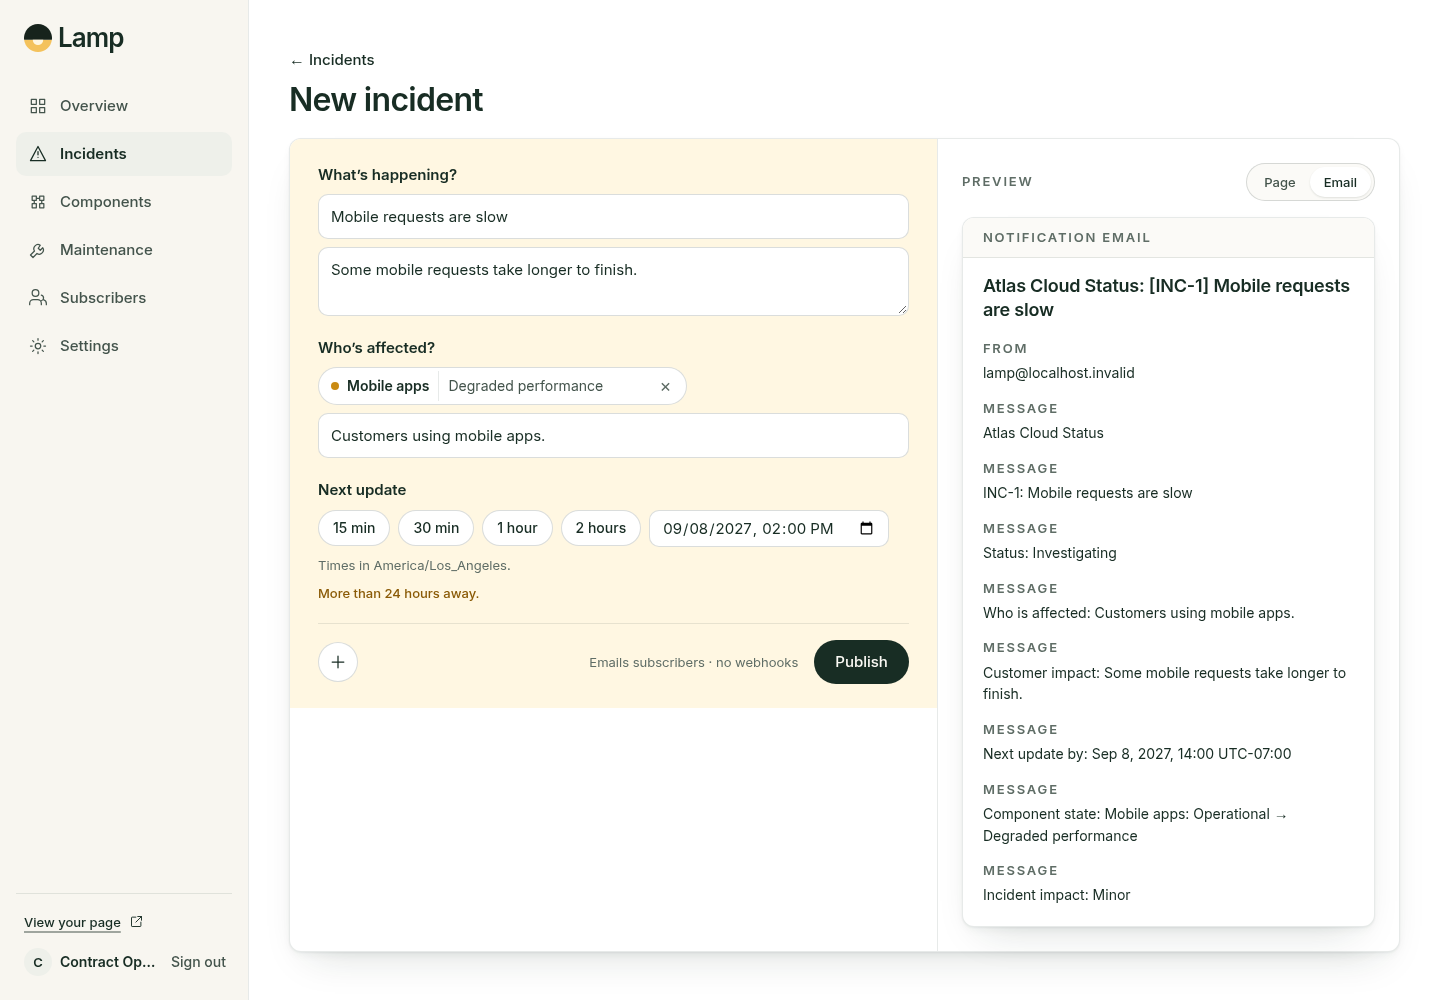 Lamp
Overview
Incidents
Components
Maintenance
Subscribers
Settings
View your page
C
Contract Op...
Sign out
← Incidents
New incident
What's happening?
Mobile requests are slow
Some mobile requests take longer to finish.
Who's affected?
Mobile apps
Degraded performance
×
Customers using mobile apps.
Next update
15 min
30 min
1 hour
2 hours
09/08/2027, 02:00 PM
Times in America/Los_Angeles.
More than 24 hours away.
Emails subscribers · no webhooks
Publish
PREVIEW
Page
Email
NOTIFICATION EMAIL
Atlas Cloud Status: [INC-1] Mobile requests
are slow
FROM
lamp@localhost.invalid
MESSAGE
Atlas Cloud Status
MESSAGE
INC-1: Mobile requests are slow
MESSAGE
Status: Investigating
MESSAGE
Who is affected: Customers using mobile apps.
MESSAGE
Customer impact: Some mobile requests take longer to
finish.
MESSAGE
Next update by: Sep 8, 2027, 14:00 UTC-07:00
MESSAGE
Component state: Mobile apps: Operational →
Degraded performance
MESSAGE
Incident impact: Minor